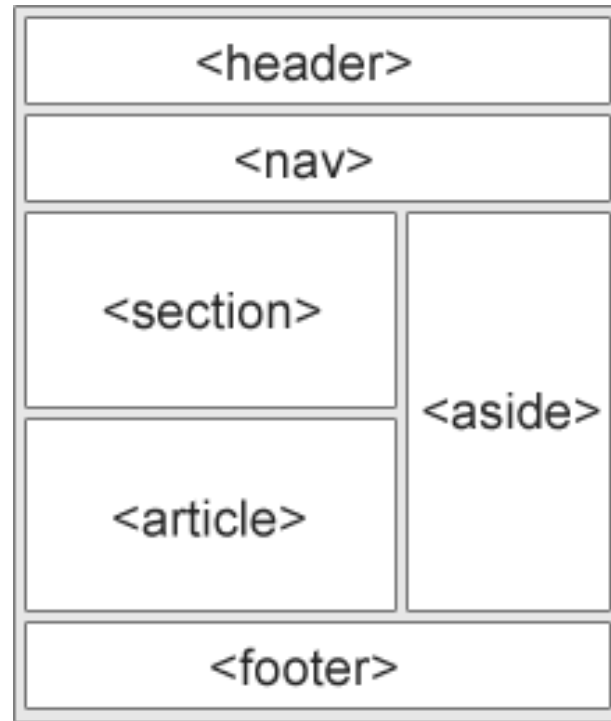 <header>
<nav>
<section>
<aside>
<article>
<footer>